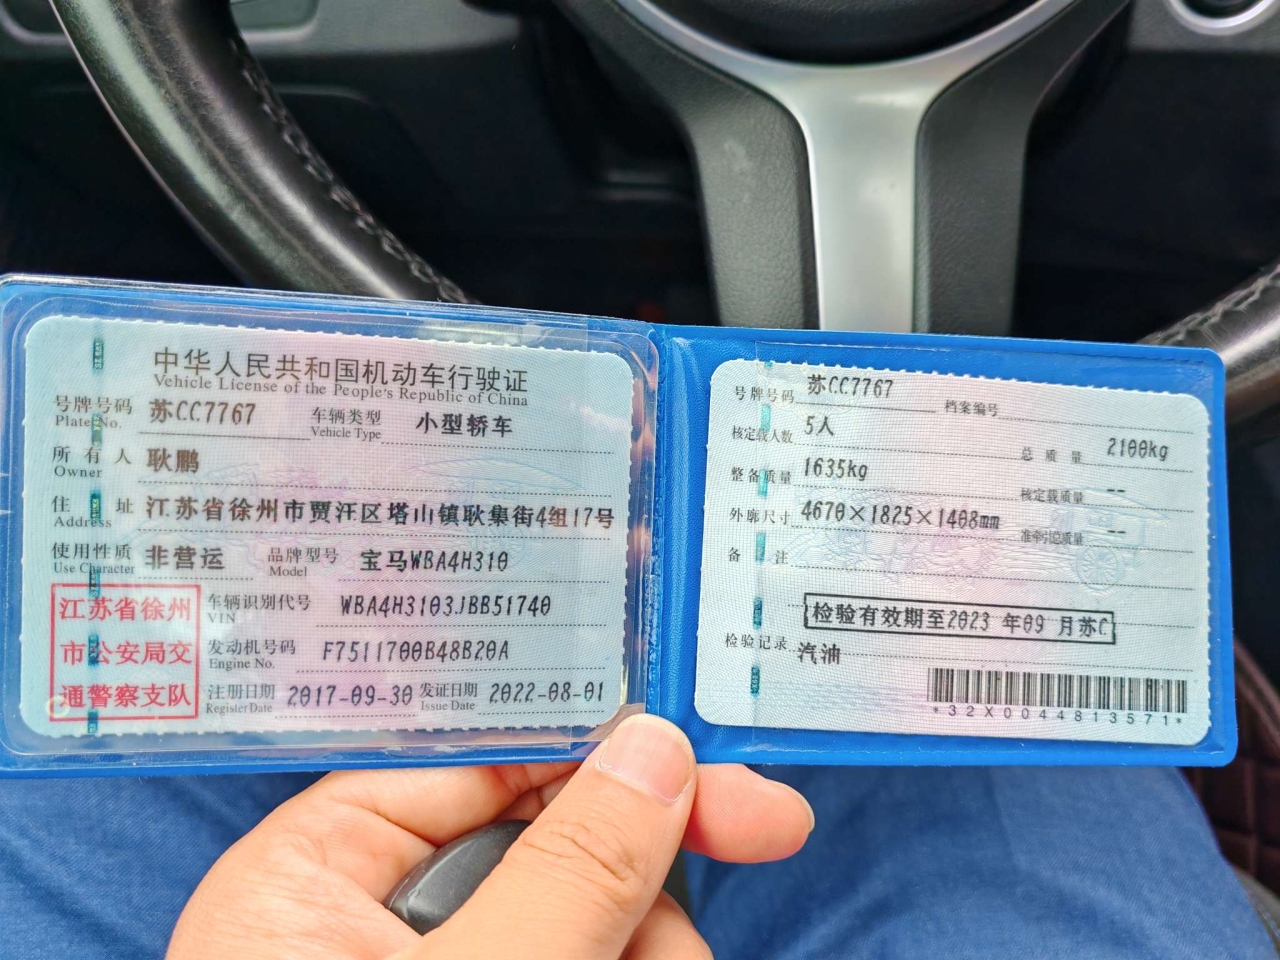 中华人民共和国机动车行驶证
Vehicle License of the People's Republic of China
号牌号码 苏CC7767 车辆类型 小型轿车
Plate No. Vehicle Type
所有人 耿鹏
Owner
住址 江苏省徐州市贾汪区塔山镇耿集街4组17号
Address
使用性质 非营运 品牌型号 宝马WBA4H310
Use Character Model
江苏省徐州
市公安局交
通警察支队
车辆识别代号 WBA4H3103JBB51740
VIN
发动机号码 F7511700B48B20A
Engine No.
注册日期 2017-09-30 发证日期 2022-08-01
Register Date Issue Date
号牌号码 苏CC7767 档案编号
核定载人数 5人 总质量 2100kg
整备质量 1635kg 核定载质量 --
外廓尺寸 4670×1825×1408mm 准牵引总质量 --
备注
检验有效期至2023 年09 月苏C
检验记录 汽油
*32X0044813571*